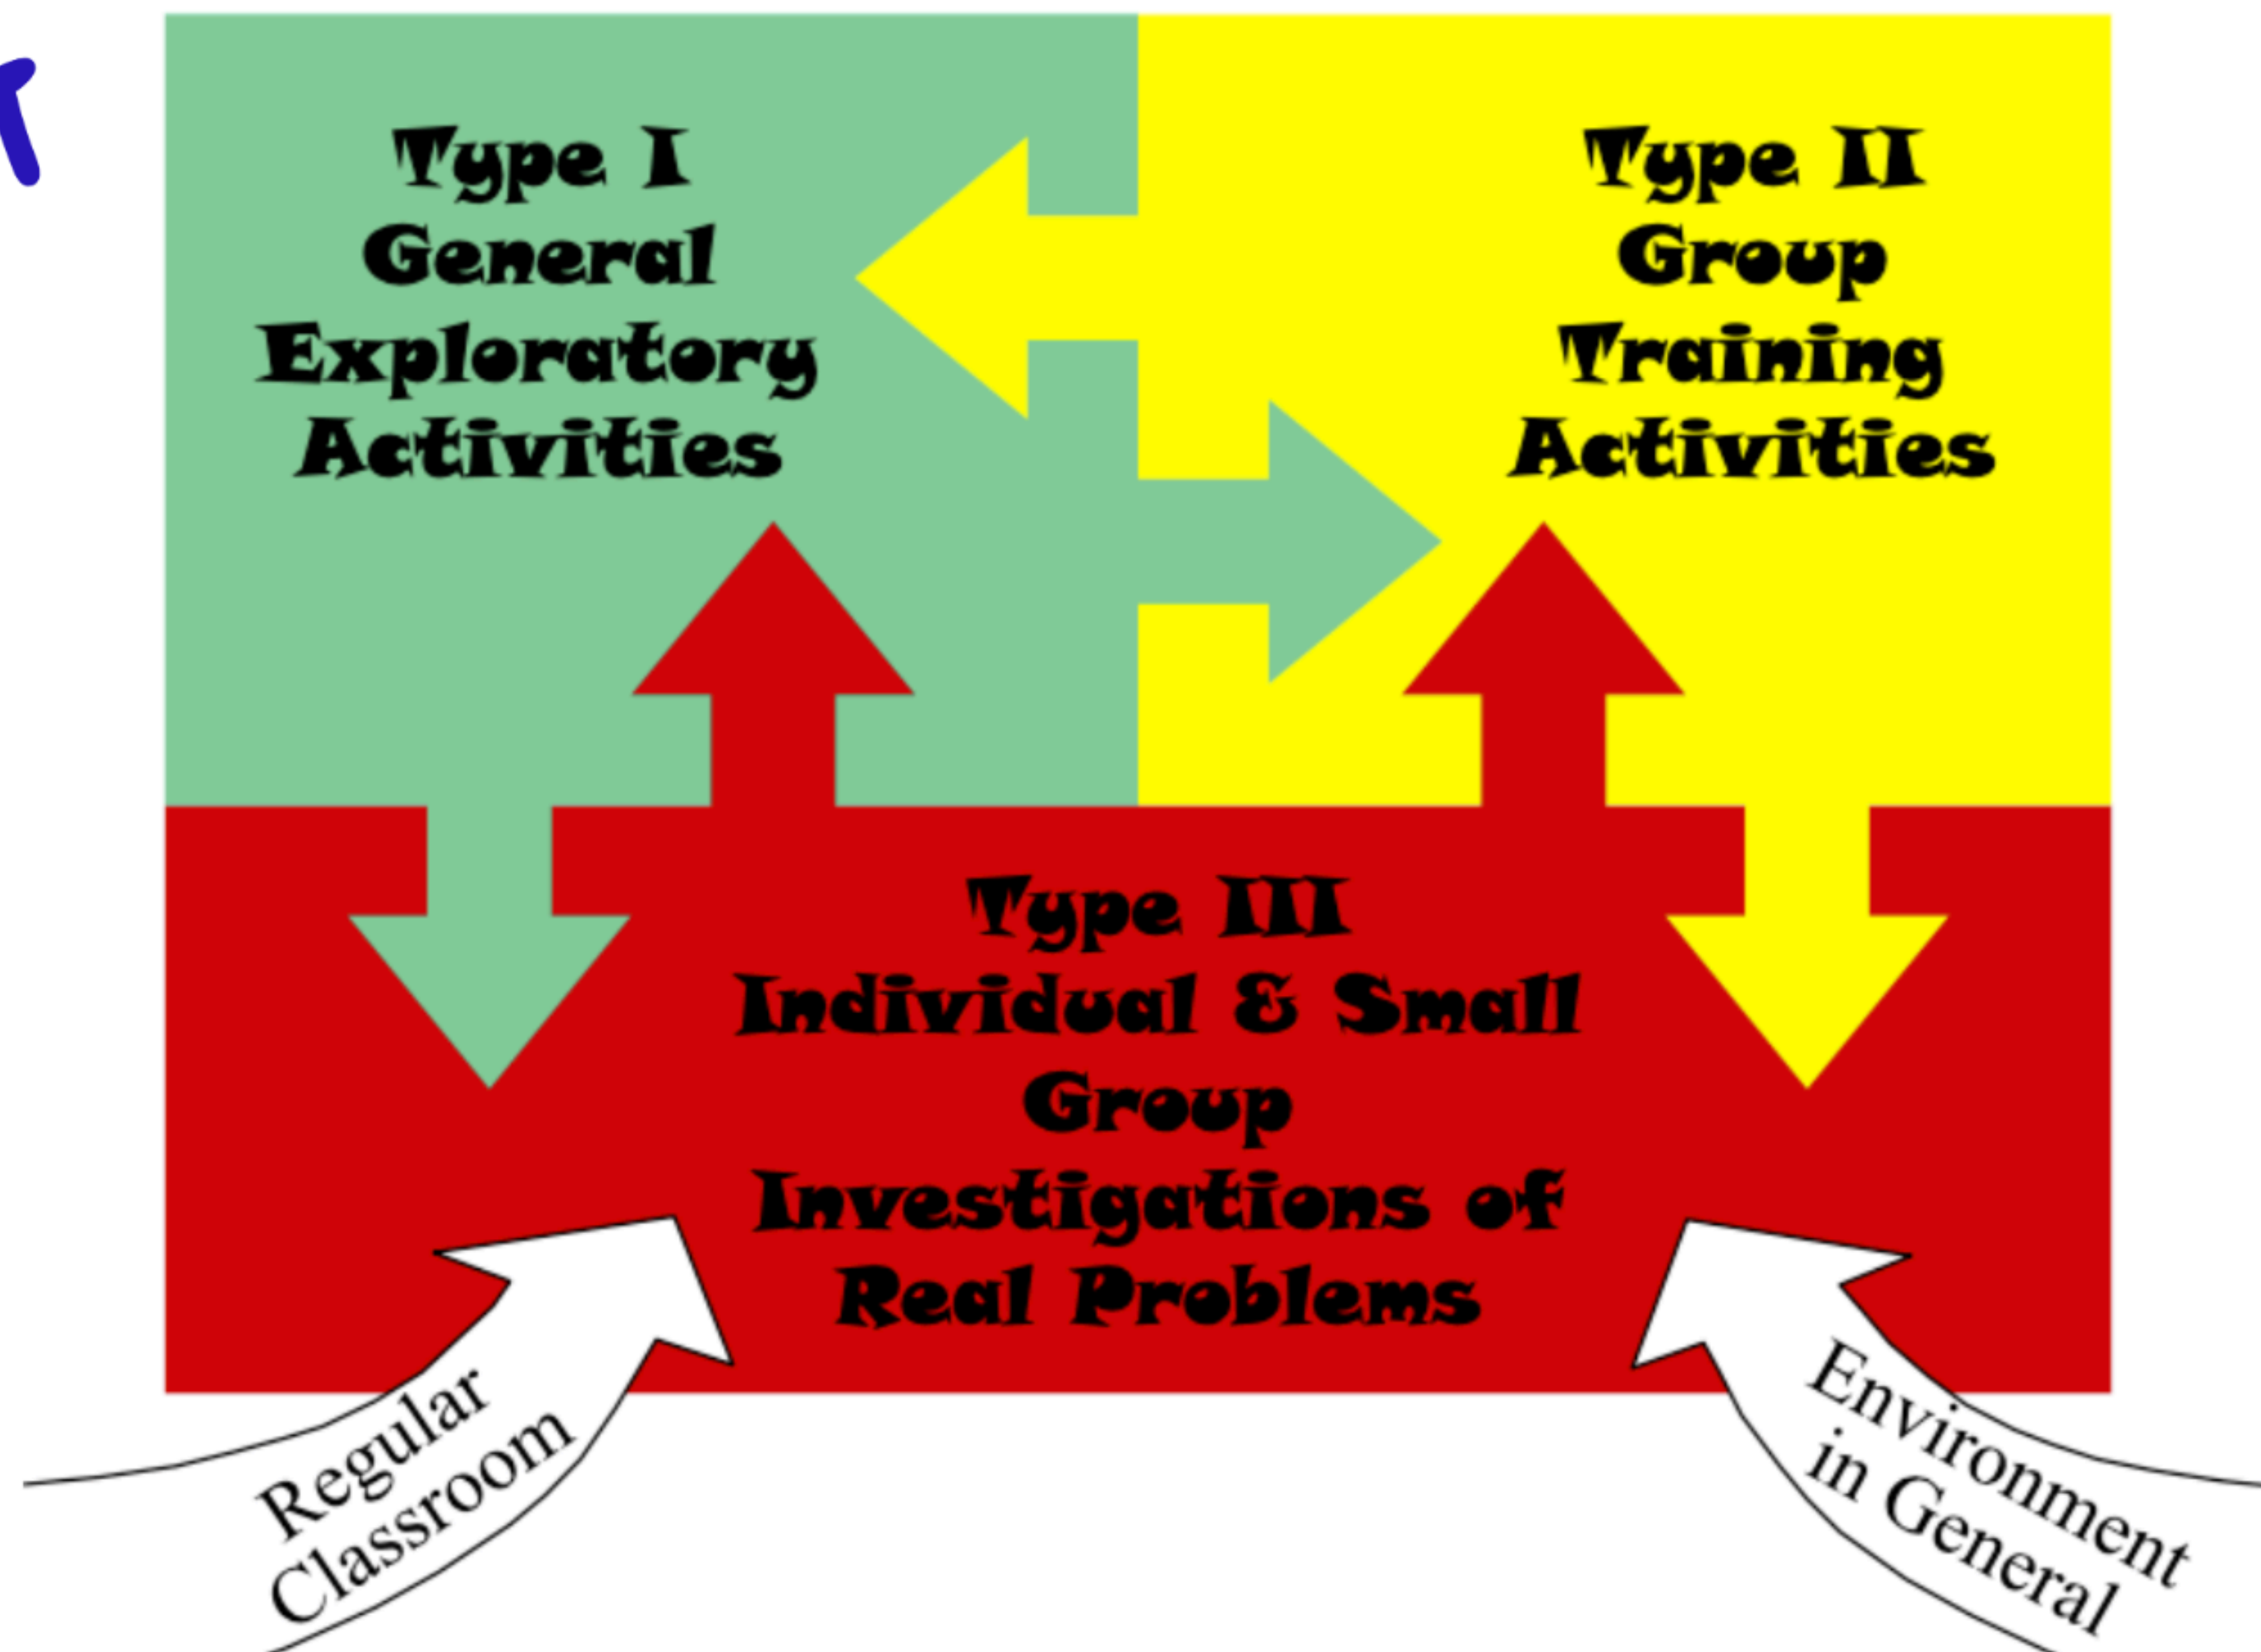 Type I
General
Exploratory
Activities
Type II
Group
Training
Activities
Type III
Individual & Small
Group
Investigations of
Real Problems
Regular
Classroom
Environment
in General